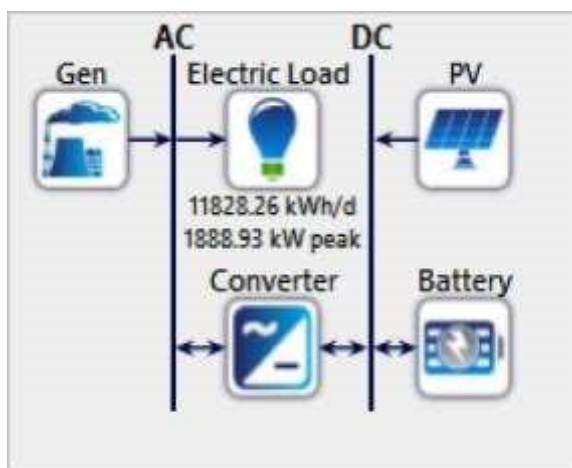 AC DC
Gen Electric Load PV
11828.26 kWh/d
1888.93 kW peak
Converter Battery